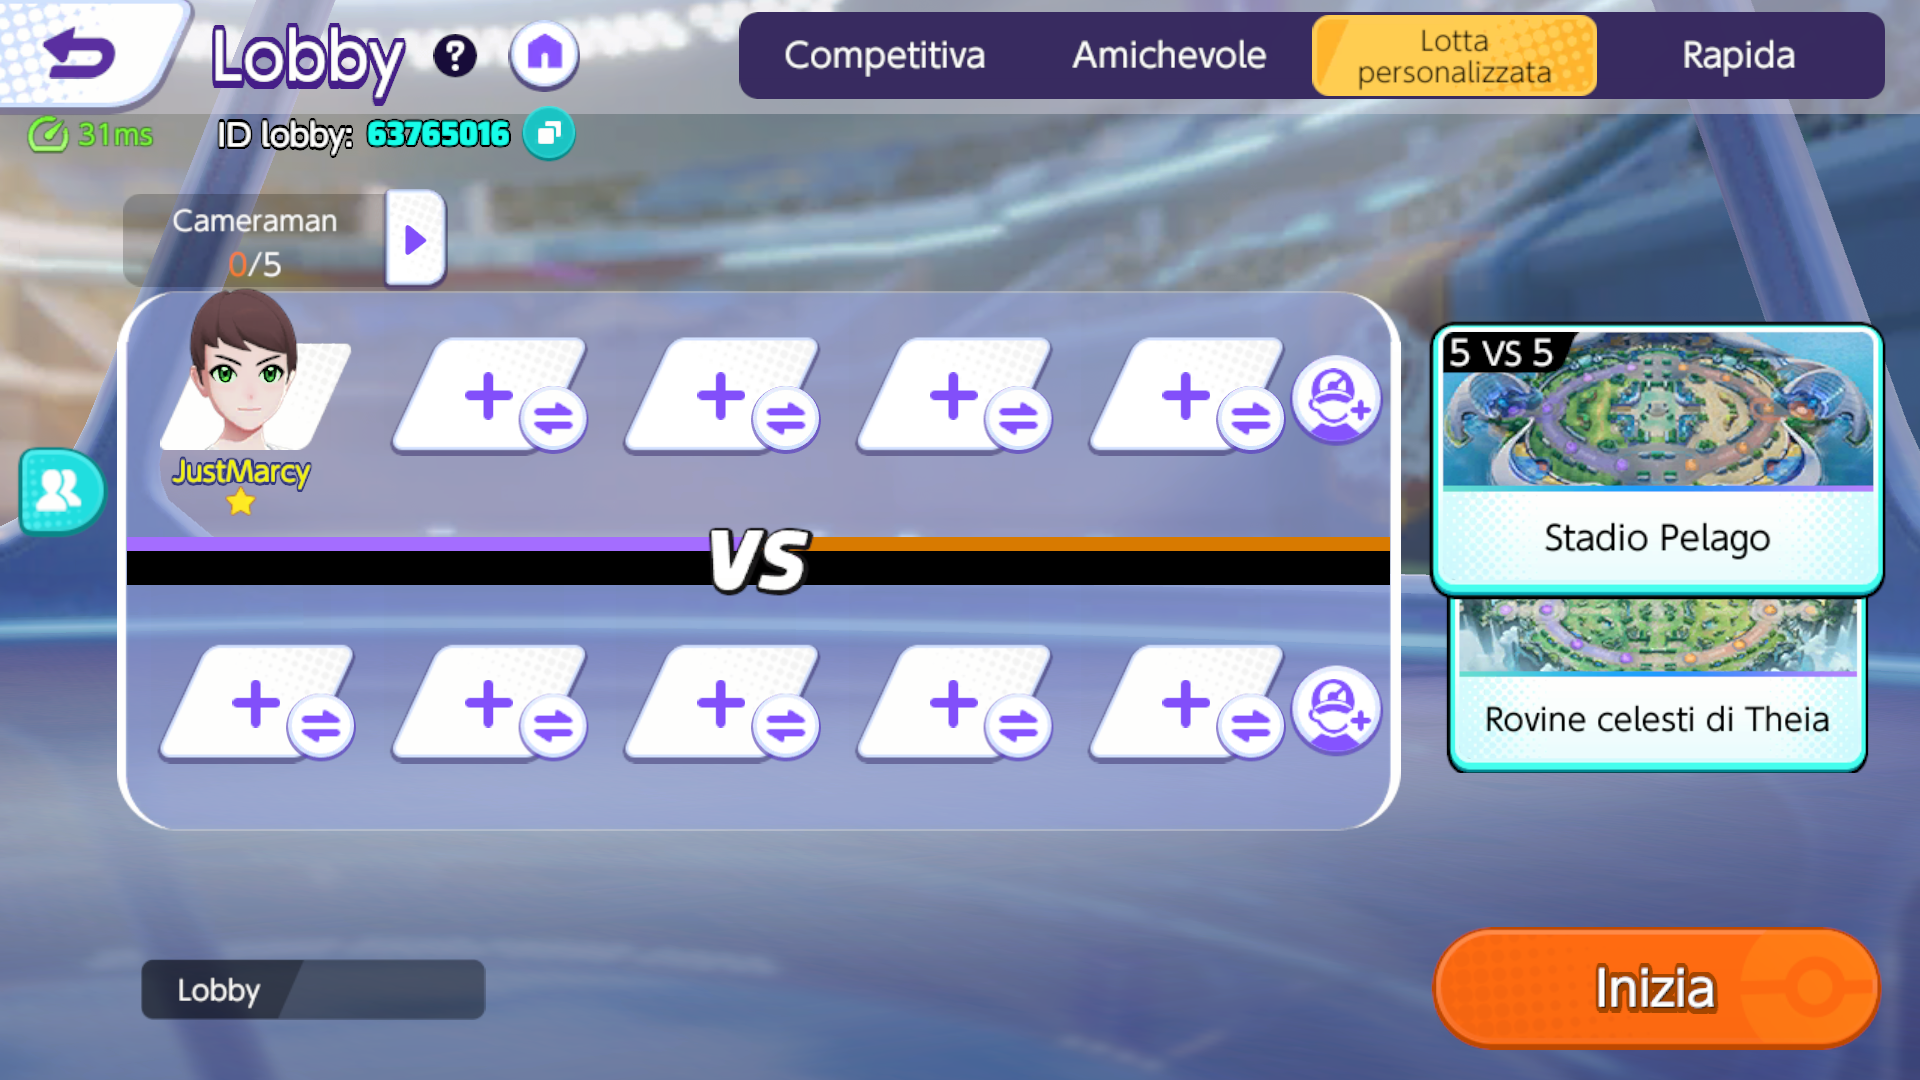 Lobby
?
Competitiva
Amichevole
Lotta
personalizzata
Rapida
31ms
ID lobby: 63765016
Cameraman
0/5
5 VS 5
JustMarcy
Stadio Pelago
VS
Rovine celesti di Theia
Lobby
Inizia